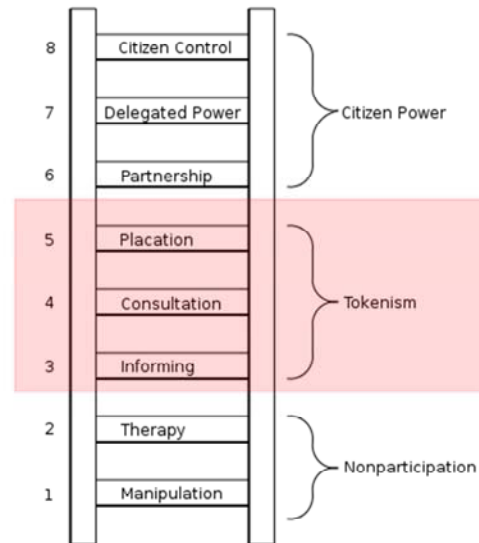 8 Citizen Control
7 Delegated Power Citizen Power
6 Partnership
5 Placation
4 Consultation Tokenism
3 Informing
2 Therapy
Nonparticipation
1 Manipulation